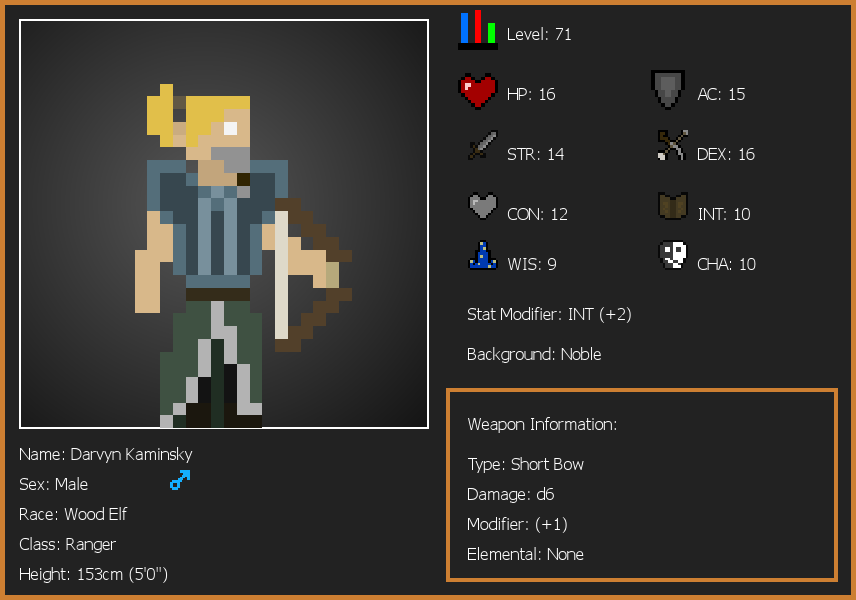 Level: 71
HP: 16
AC: 15
STR: 14
DEX: 16
CON: 12
INT: 10
WIS: 9
CHA: 10
Stat Modifier: INT (+2)
Background: Noble
Weapon Information:
Type: Short Bow
Damage: d6
Modifier: (+1)
Elemental: None
Name: Darvyn Kaminsky
Sex: Male
Race: Wood Elf
Class: Ranger
Height: 153cm (5'0")